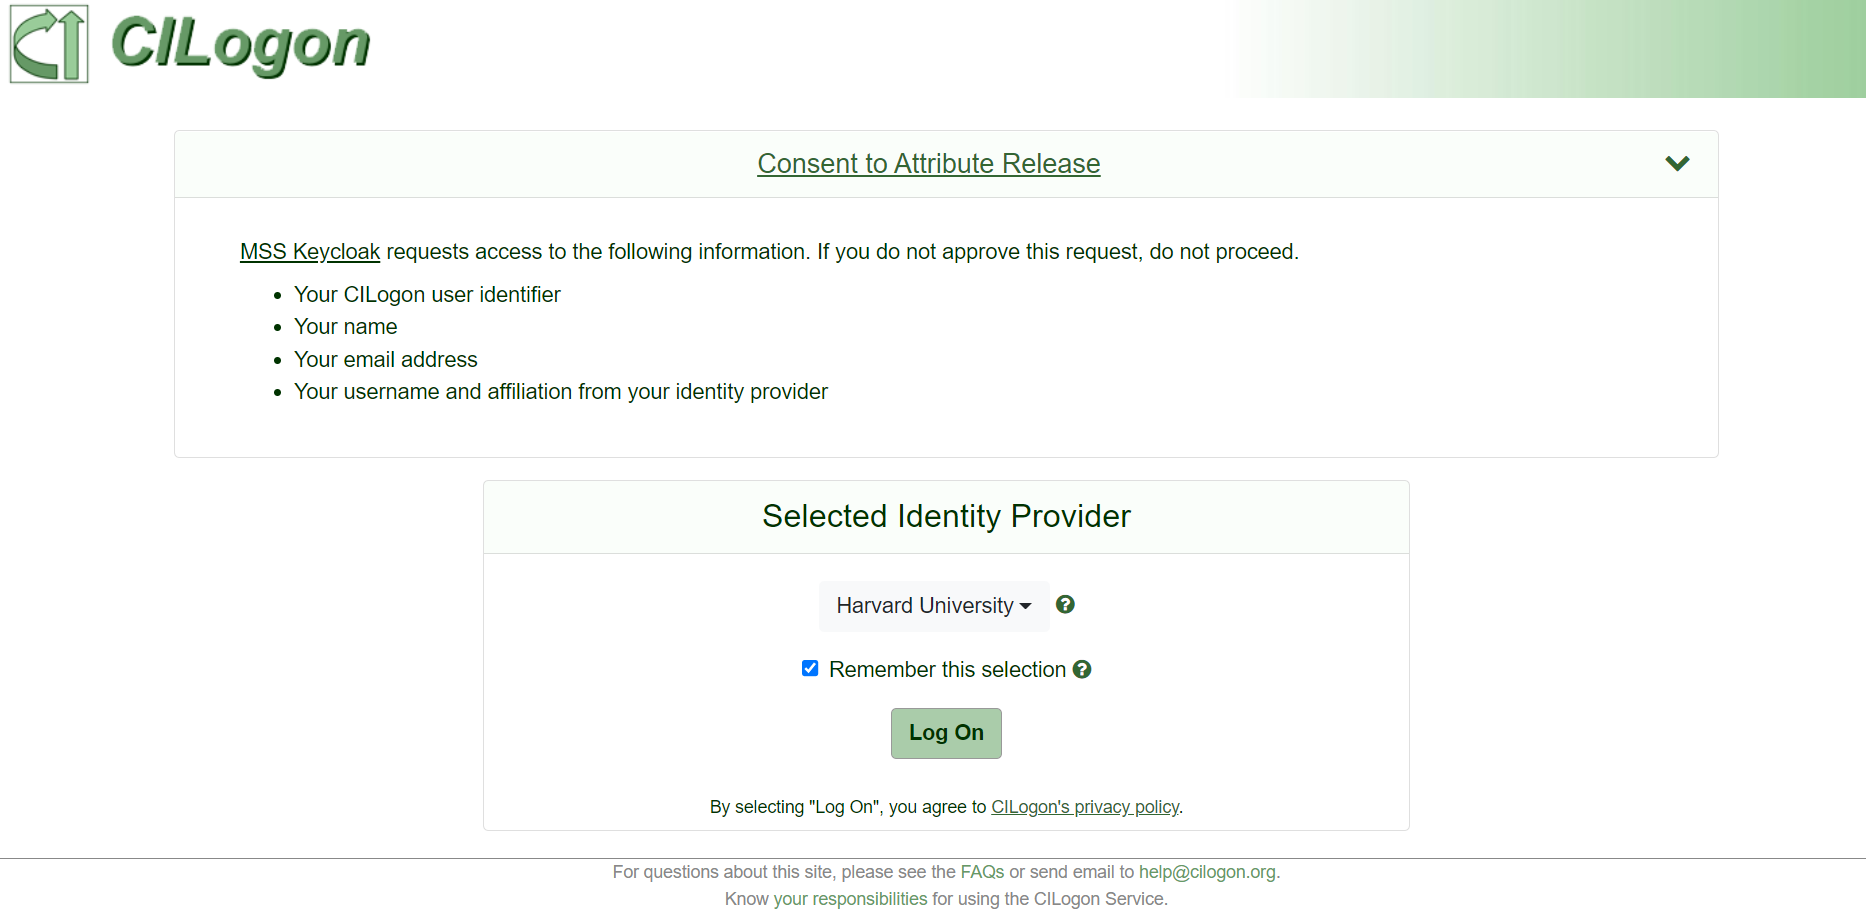 CILogon
Consent to Attribute Release
MSS Keycloak requests access to the following information. If you do not approve this request, do not proceed.
• Your CILogon user identifier
• Your name
• Your email address
• Your username and affiliation from your identity provider
Selected Identity Provider
Harvard University
Remember this selection
Log On
By selecting "Log On", you agree to CILogon's privacy policy.
For questions about this site, please see the FAQs or send email to help@cilogon.org.
Know your responsibilities for using the CILogon Service.